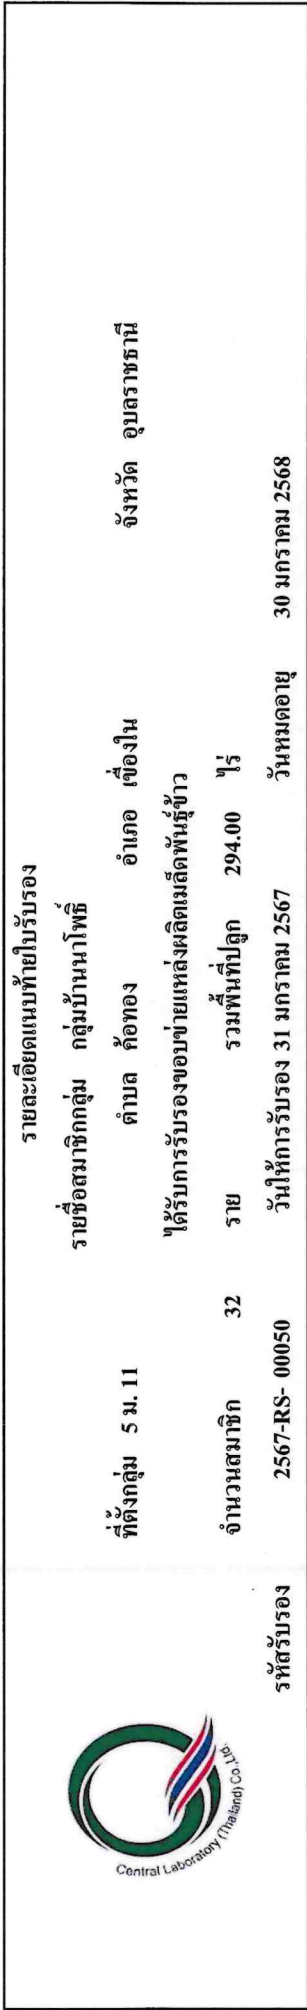 รายละเอียดแนบท้ายใบรับรอง
รายชื่อสมาชิกกลุ่ม กลุ่มบ้านนาโพธิ์
ที่ตั้งกลุ่ม 5 ม. 11 ตำบล ค้อทอง อำเภอ เขื่องใน จังหวัด อุบลราชธานี
ได้รับการรับรองขอบข่ายแหล่งผลิตเมล็ดพันธุ์ข้าว
จำนวนสมาชิก 32 ราย รวมพื้นที่ปลูก 294.00 ไร่
รหัสรับรอง 2567-RS- 00050 วันให้การรับรอง 31 มกราคม 2567 วันหมดอายุ 30 มกราคม 2568
Central Laboratory (Thailand) Co.,Ltd.